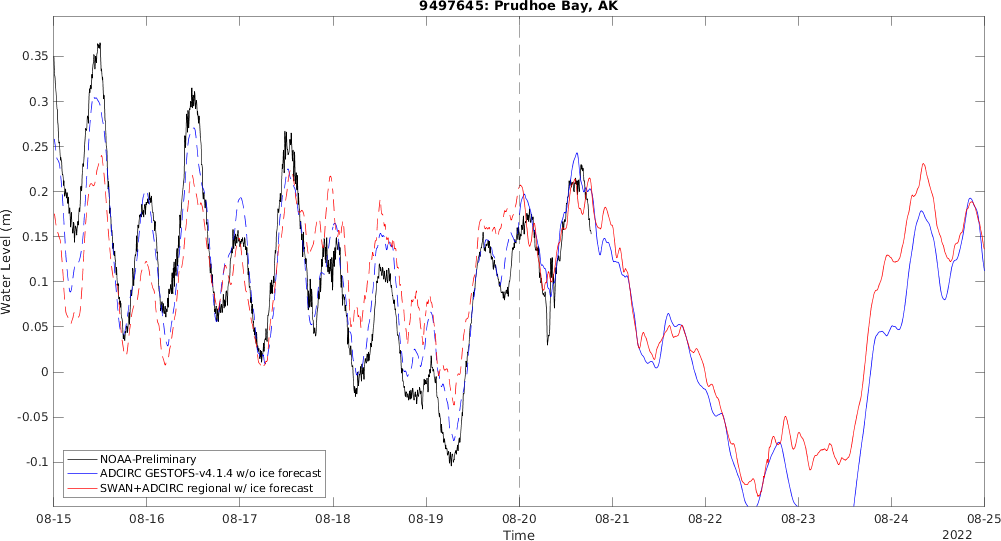 9497645: Prudhoe Bay, AK
Water Level (m)
0.35
0.3
0.25
0.2
0.15
0.1
0.05
0
-0.05
-0.1
NOAA-Preliminary
ADCIRC GESTOFS-v4.1.4 w/o ice forecast
SWAN+ADCIRC regional w/ ice forecast
08-15 08-16 08-17 08-18 08-19 08-20 08-21 08-22 08-23 08-24 08-25
Time
2022